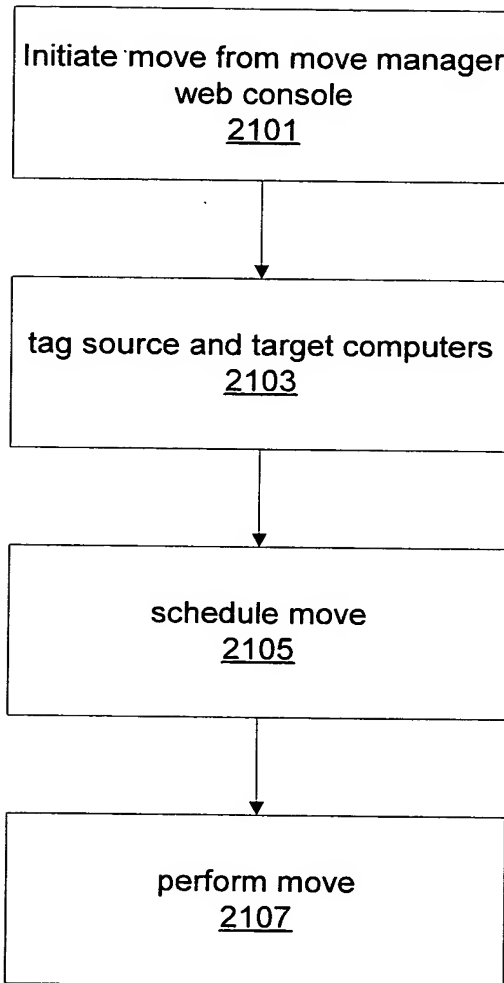 Initiate move from move manager
web console
2101
tag source and target computers
2103
schedule move
2105
perform move
2107